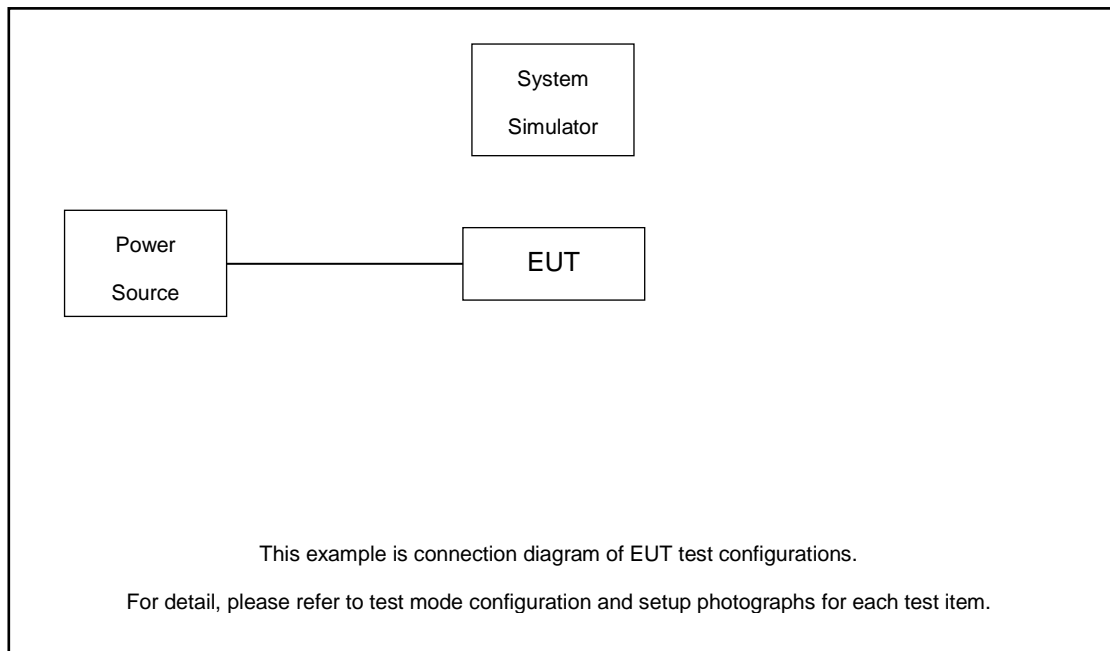 System
Simulator
Power
Source
EUT
This example is connection diagram of EUT test configurations.
For detail, please refer to test mode configuration and setup photographs for each test item.